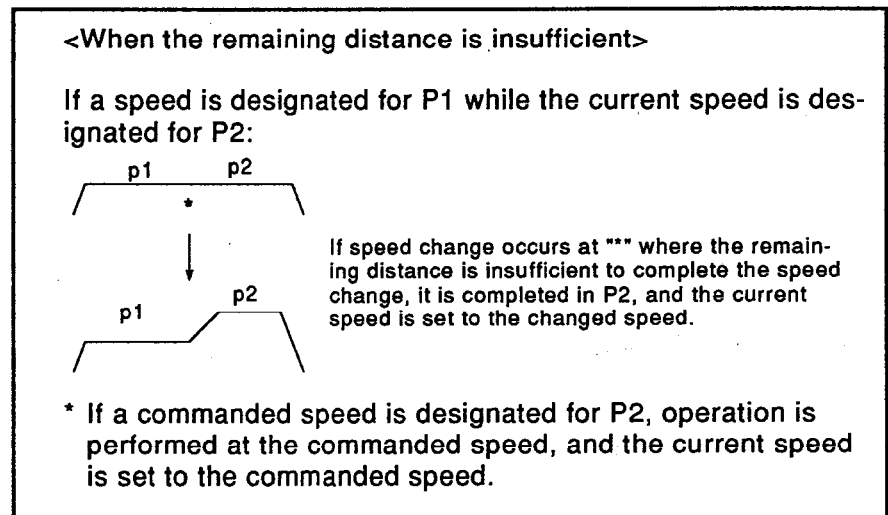 <When the remaining distance is insufficient>
If a speed is designated for P1 while the current speed is des-
ignated for P2:
p1 p2
*
If speed change occurs at "*" where the remain-
ing distance is insufficient to complete the speed
change, it is completed in P2, and the current
speed is set to the changed speed.
p1 p2
* If a commanded speed is designated for P2, operation is
performed at the commanded speed, and the current speed
is set to the commanded speed.